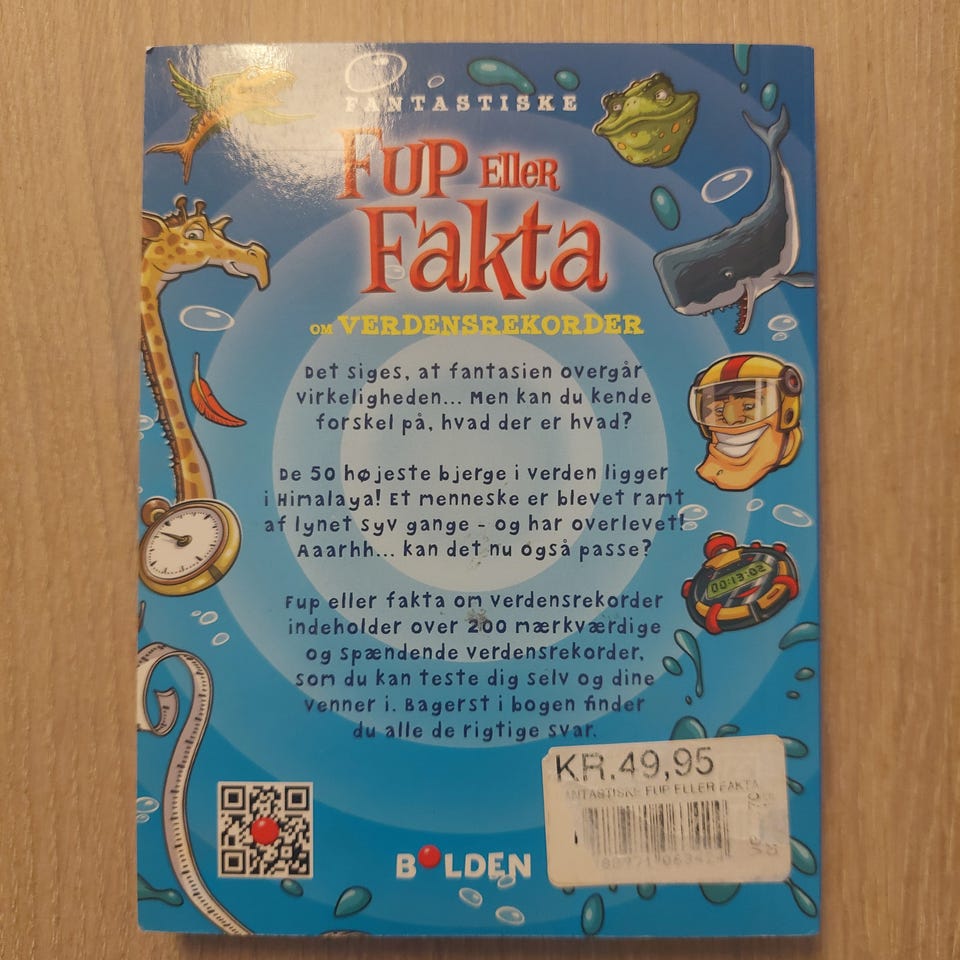 FANTASTISKE
FUP Eller
Fakta
OM VERDENSREKORDER
Det siges, at fantasien overgår
virkeligheden... Men kan du kende
forskel på, hvad der er hvad?
De 50 højeste bjerge i verden ligger
i Himalaya! Et menneske er blevet ramt
af lynet syv gange - og har overlevet!
Aaarhh... kan det nu også passe?
Fup eller fakta om verdensrekorder
indeholder over 200 mærkværdige
og spændende verdensrekorder,
som du kan teste dig selv og dine
venner i. Bagerst i bogen finder
du alle de rigtige svar.
00:13:02
KR.49,95
ANTASTISKE FUP ELLER FAKTA
BOLDEN